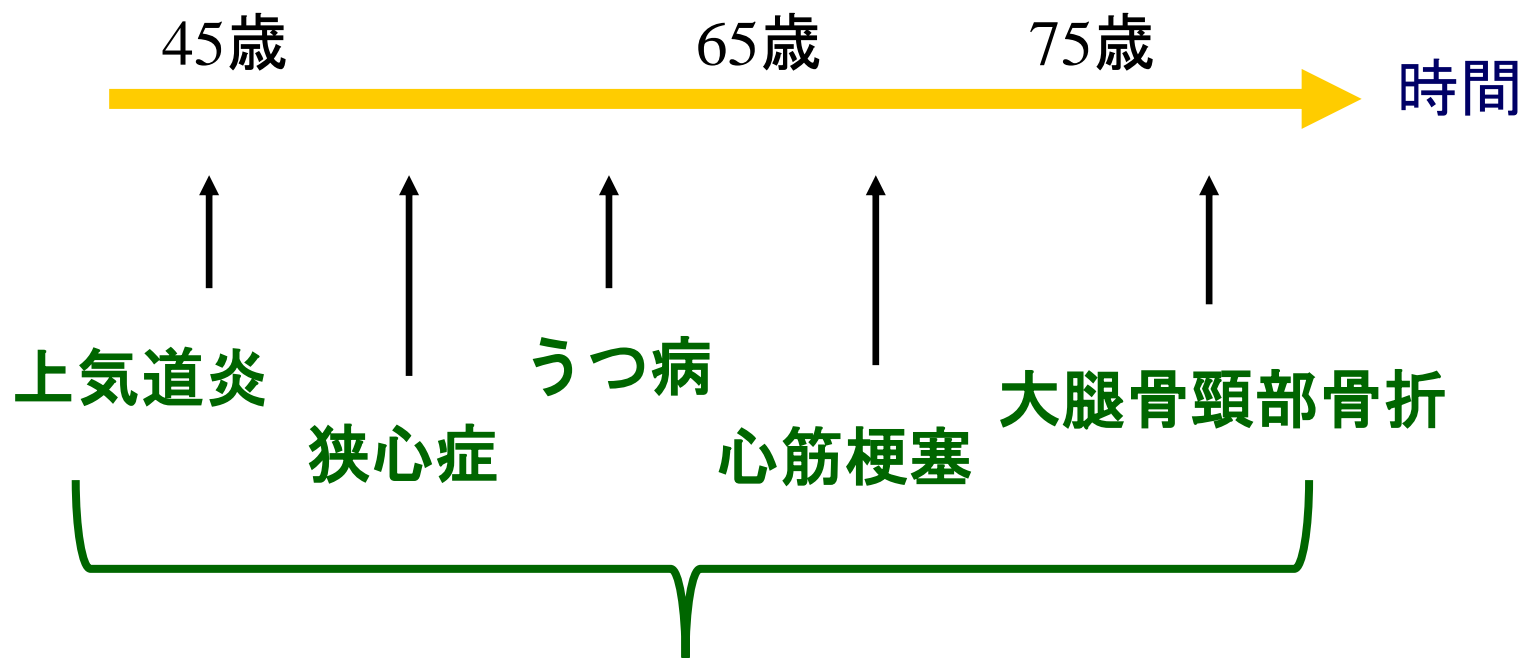 45歳
65歳
75歳
時間
上気道炎
狭心症
うつ病
心筋梗塞
大腿骨頸部骨折